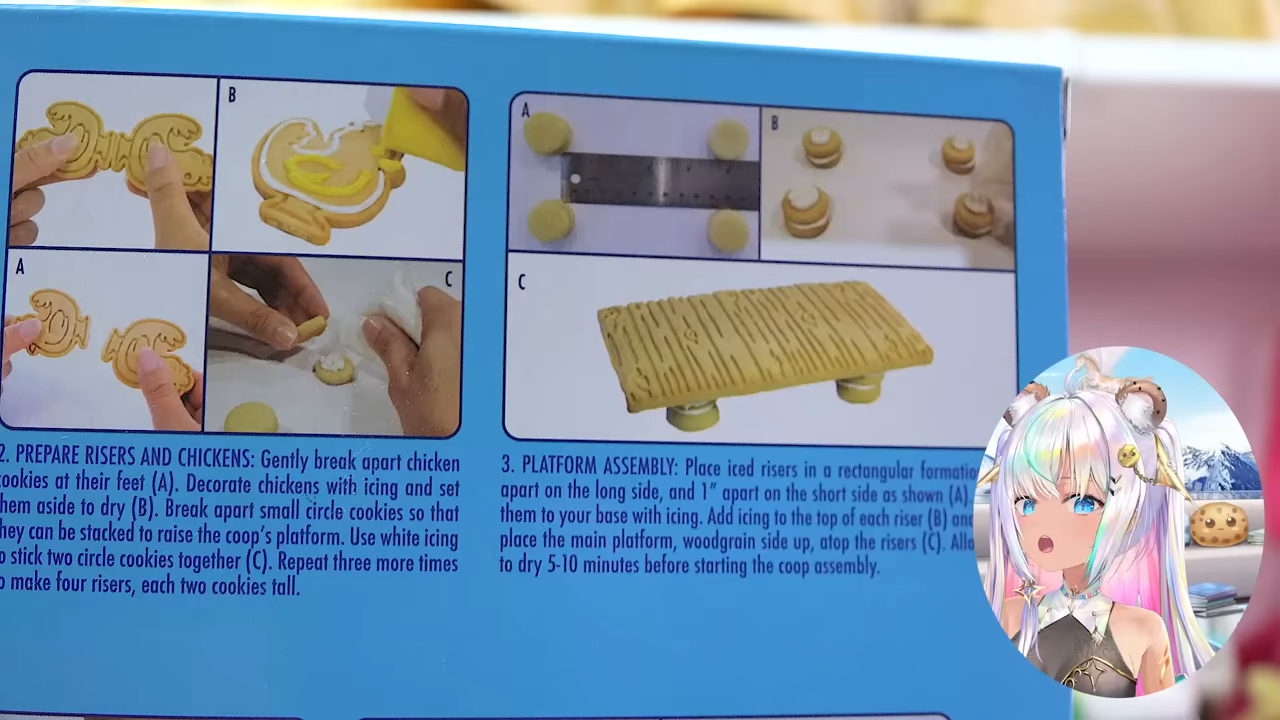 B
A
C
2. PREPARE RISERS AND CHICKENS: Gently break apart chicken
cookies at their feet (A). Decorate chickens with icing and set
them aside to dry (B). Break apart small circle cookies so that
they can be stacked to raise the coop's platform. Use white icing
to stick two circle cookies together (C). Repeat three more times
to make four risers, each two cookies tall.
A
B
C
3. PLATFORM ASSEMBLY: Place iced risers in a rectangular formatio
apart on the long side, and 1" apart on the short side as shown (A)
them to your base with icing. Add icing to the top of each riser (B) and
place the main platform, woodgrain side up, atop the risers (C). Allo
to dry 5-10 minutes before starting the coop assembly.